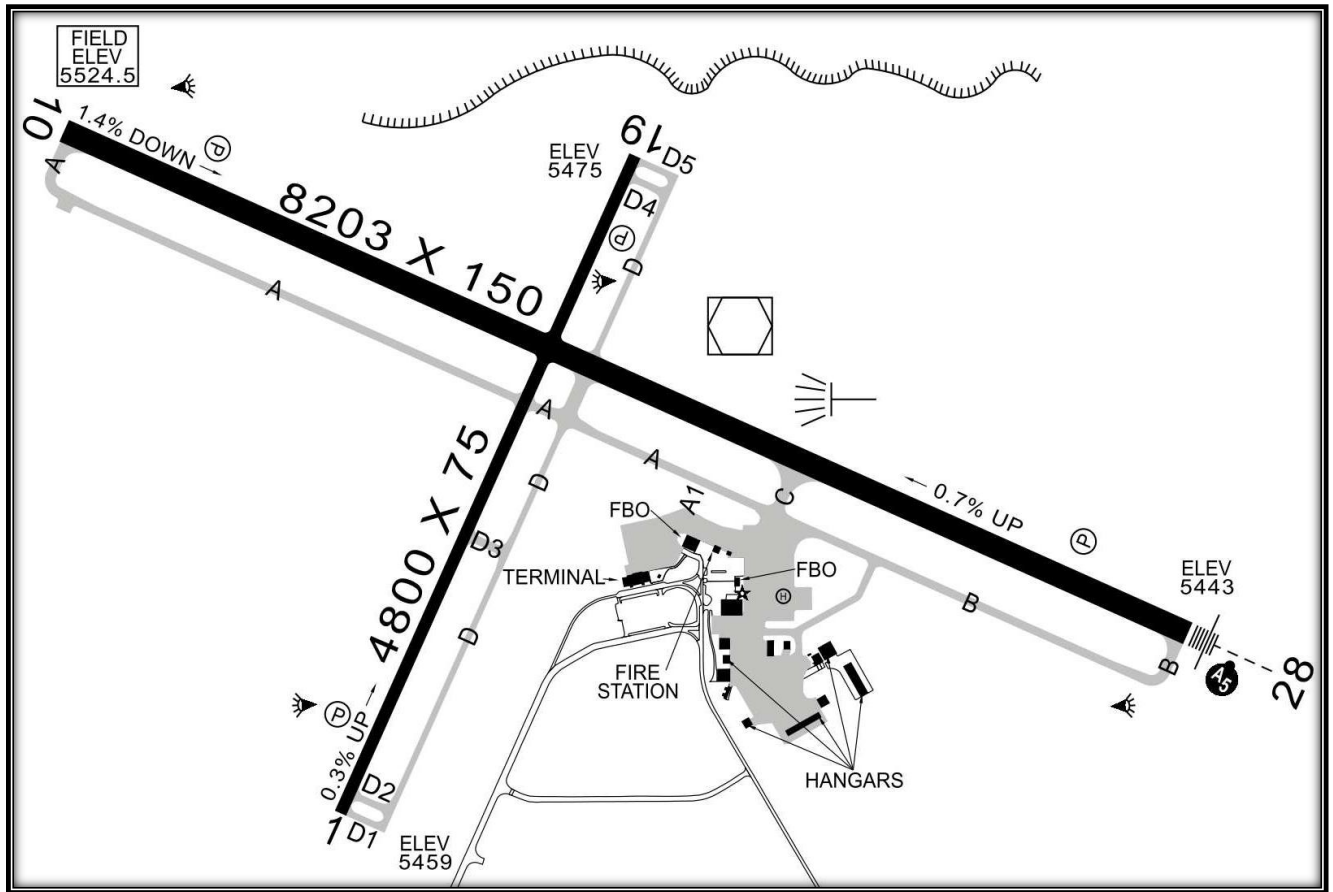 FIELD
ELEV
5524.5
10
1.4% DOWN
P
A
8203 X 150
A
ELEV
5475
19
D5
D4
P
D
A
A
D
4800 X 75
D3
D
0.3% UP
P
D2
1
D1
ELEV
5459
A1
C
FBO
TERMINAL
FBO
H
FIRE
STATION
HANGARS
0.7% UP
P
B
B
ELEV
5443
A5
28